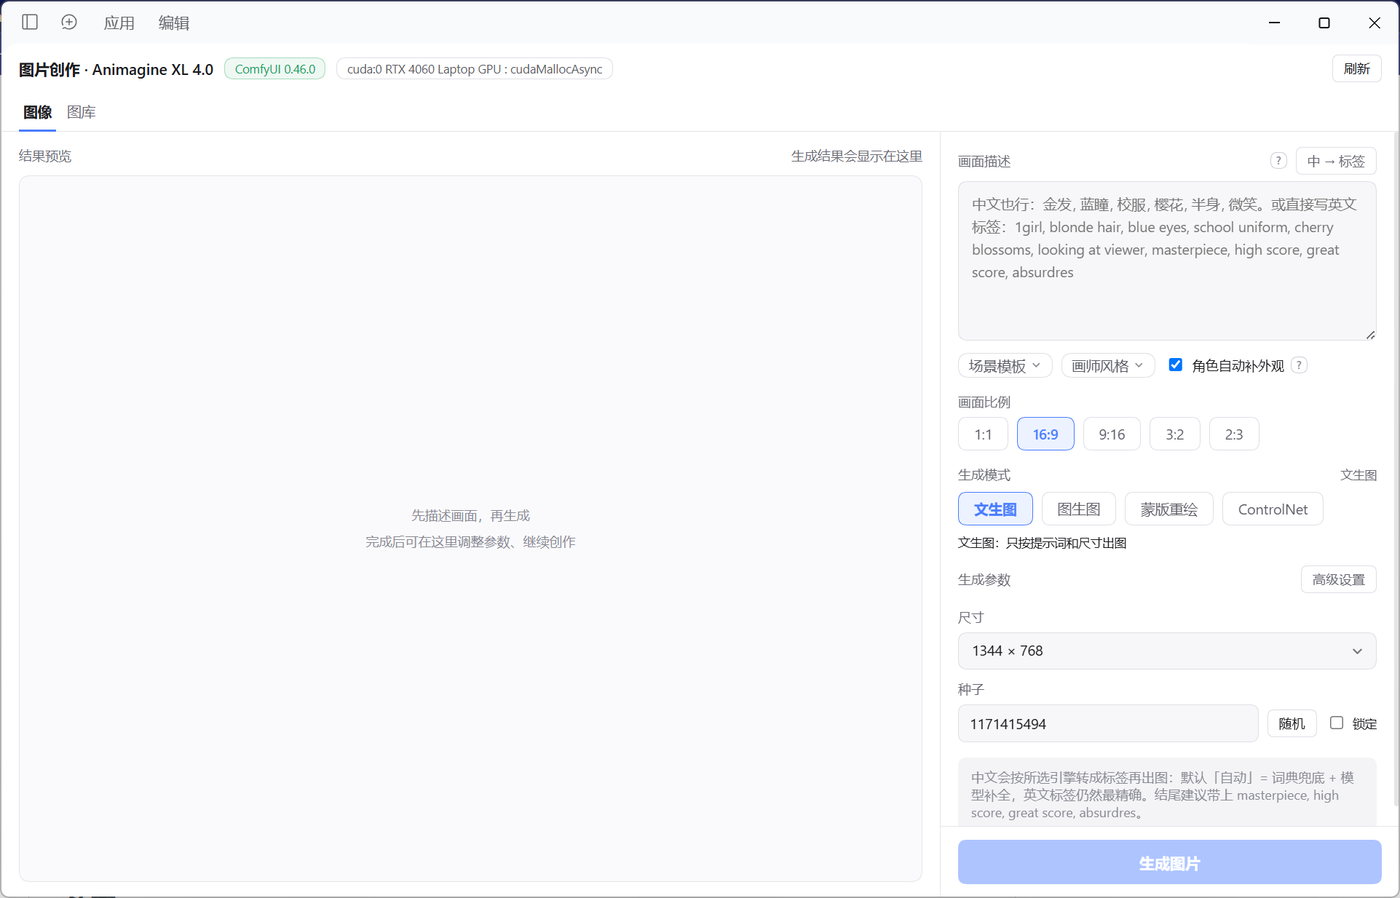 应用 编辑
图片创作 · Animagine XL 4.0 ComfyUI 0.46.0 cuda:0 RTX 4060 Laptop GPU : cudaMallocAsync 刷新
图像 图库
结果预览 生成结果会显示在这里
先描述画面，再生成
完成后可在这里调整参数、继续创作
画面描述 ? 中 → 标签
中文也行：金发, 蓝瞳, 校服, 樱花, 半身, 微笑。或直接写英文
标签：1girl, blonde hair, blue eyes, school uniform, cherry
blossoms, looking at viewer, masterpiece, high score, great
score, absurdres
场景模板 画师风格 角色自动补外观 ?
画面比例
1:1 16:9 9:16 3:2 2:3
生成模式 文生图
文生图 图生图 蒙版重绘 ControlNet
文生图：只按提示词和尺寸出图
生成参数 高级设置
尺寸
1344 × 768
种子
1171415494 随机 锁定
中文会按所选引擎转成标签再出图：默认「自动」= 词典兜底 + 模
型补全，英文标签仍然最精确。结尾建议带上 masterpiece, high
score, great score, absurdres。
生成图片